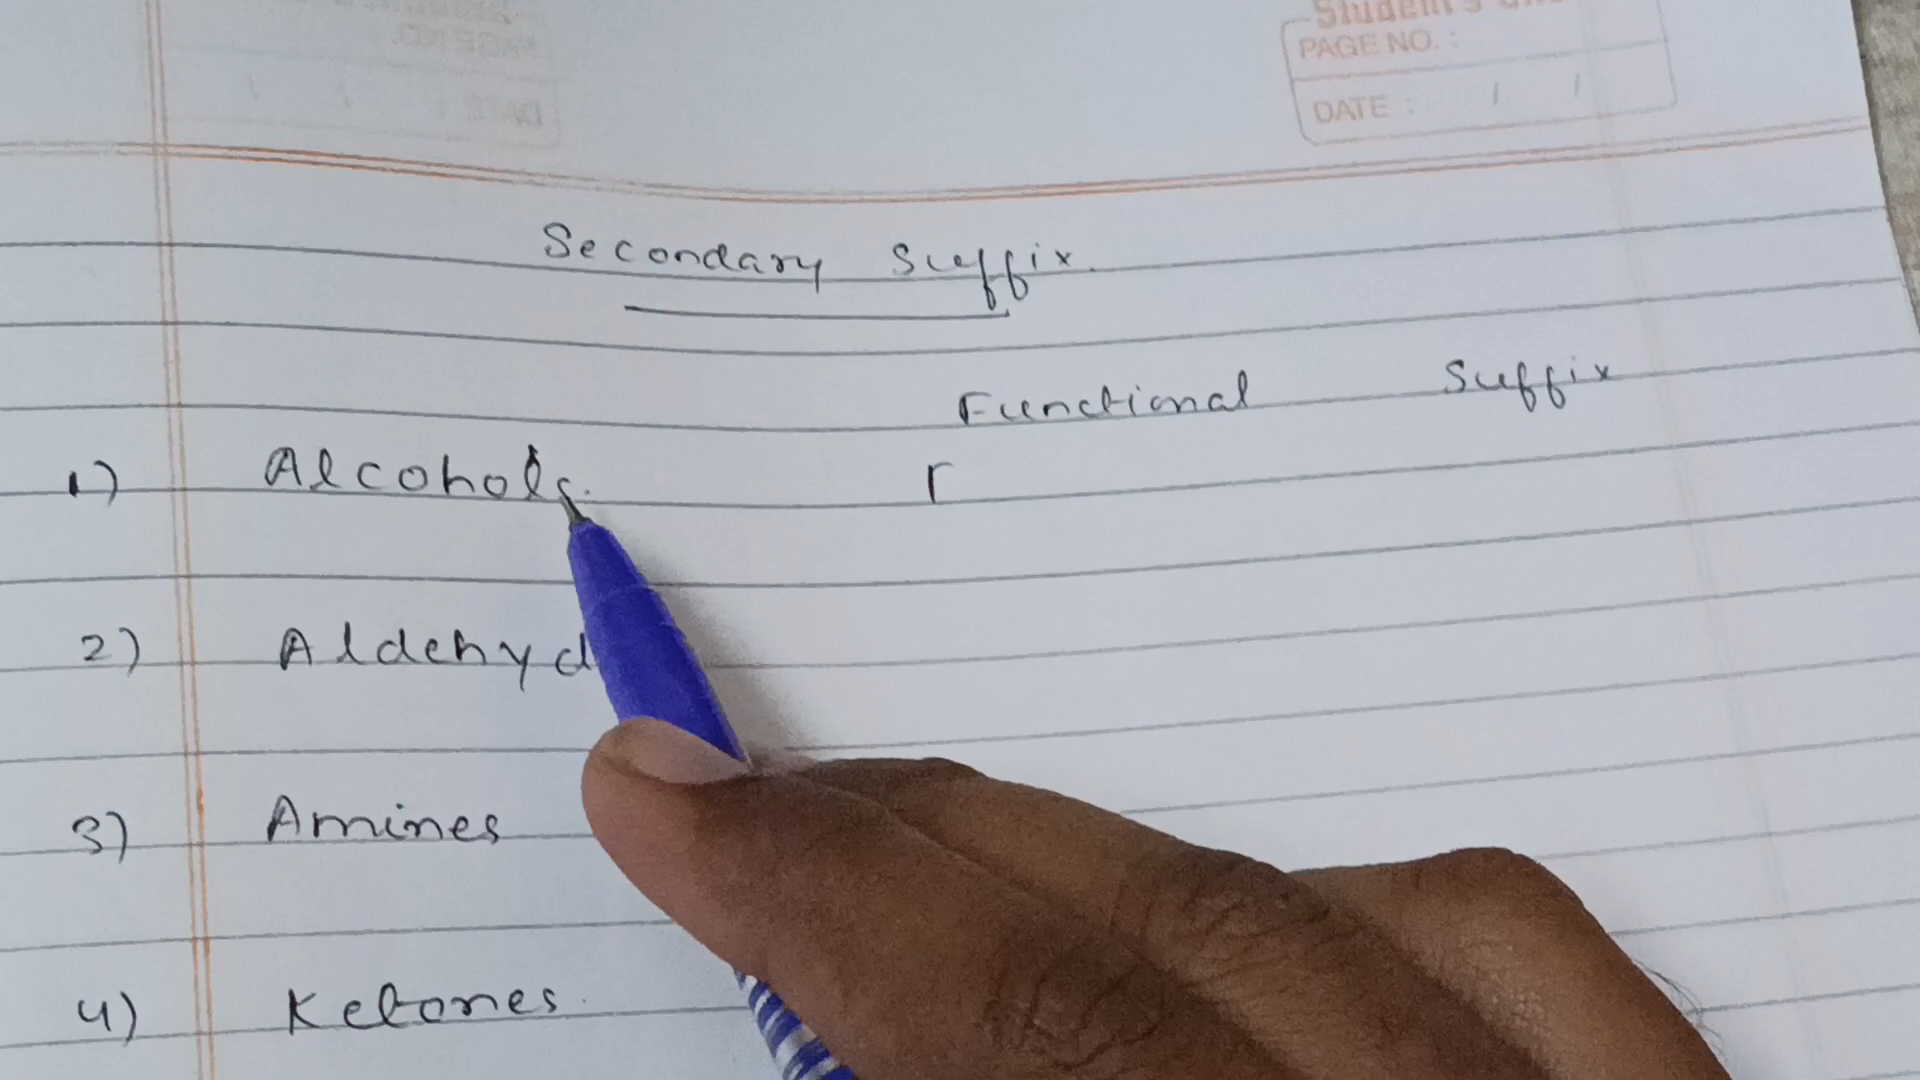 PAGE NO. :
DATE : / /
Secondary Suffix.
Functional Suffix
1) Alcohols.
2) Aldehyd
3) Amines
4) Ketones.